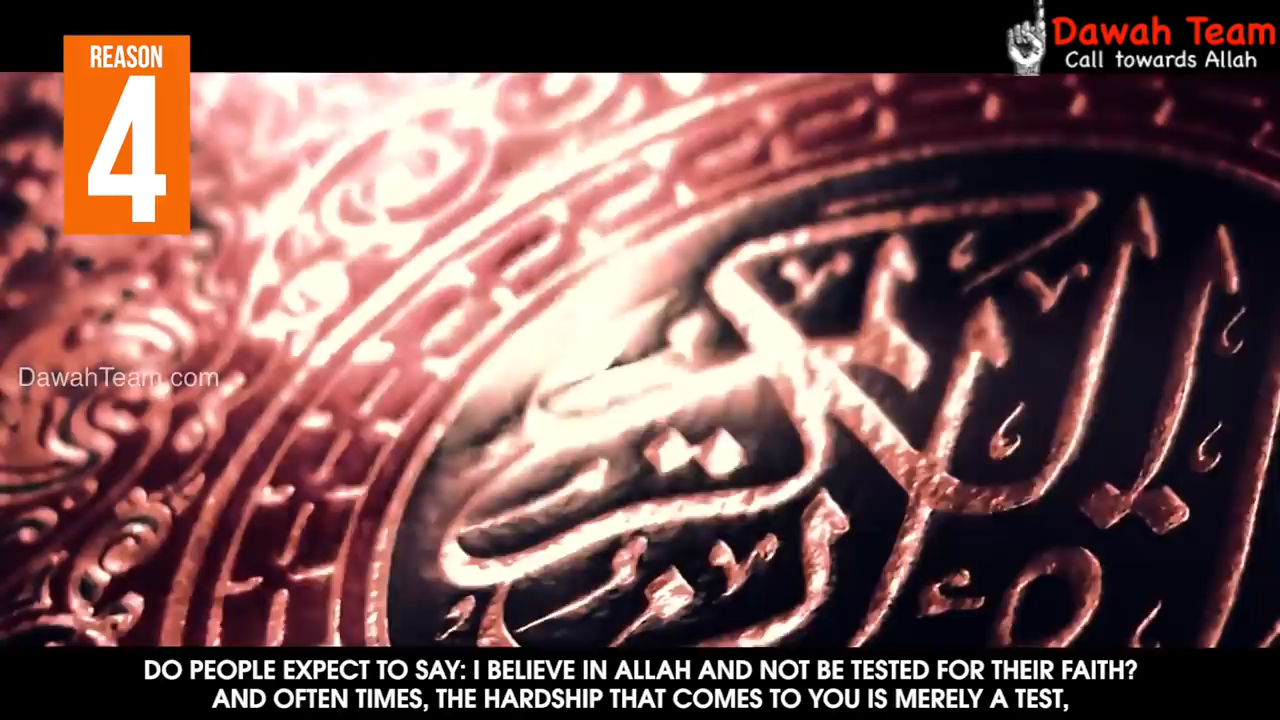 REASON
4
Dawah Team
Call towards Allah
DawahTeam.com
DO PEOPLE EXPECT TO SAY: I BELIEVE IN ALLAH AND NOT BE TESTED FOR THEIR FAITH?
AND OFTEN TIMES, THE HARDSHIP THAT COMES TO YOU IS MERELY A TEST,